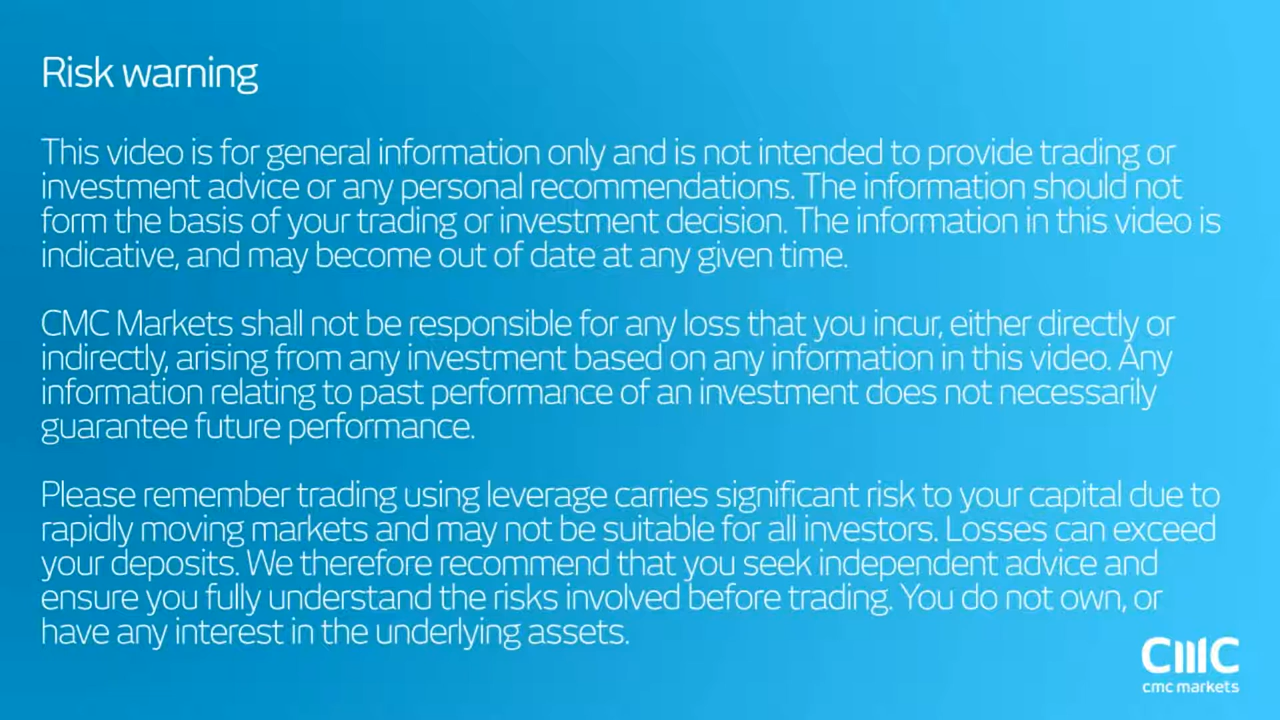 Risk warning
This video is for general information only and is not intended to provide trading or
investment advice or any personal recommendations. The information should not
form the basis of your trading or investment decision. The information in this video is
indicative, and may become out of date at any given time.
CMC Markets shall not be responsible for any loss that you incur, either directly or
indirectly, arising from any investment based on any information in this video. Any
information relating to past performance of an investment does not necessarily
guarantee future performance.
Please remember trading using leverage carries significant risk to your capital due to
rapidly moving markets and may not be suitable for all investors. Losses can exceed
your deposits. We therefore recommend that you seek independent advice and
ensure you fully understand the risks involved before trading. You do not own, or
have any interest in the underlying assets.
CMC
cmc markets